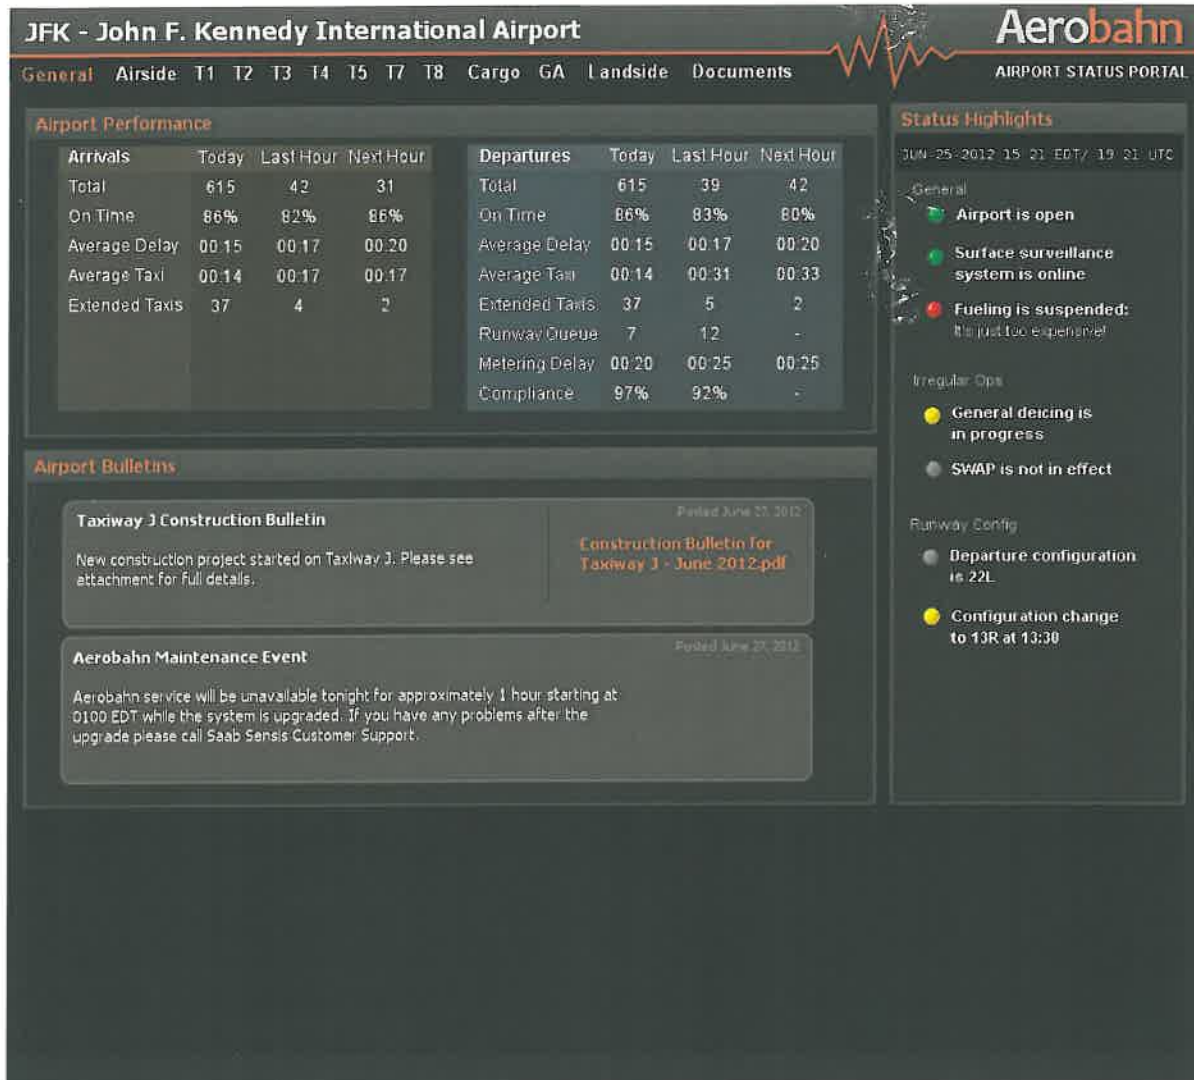 JFK - John F. Kennedy International Airport
Aerobahn
AIRPORT STATUS PORTAL
General Airside T1 T2 T3 T4 T5 T7 T8 Cargo GA Landside Documents
Airport Performance
Arrivals Today Last Hour Next Hour
Total 615 42 31
On Time 86% 82% 86%
Average Delay 00:15 00:17 00:20
Average Taxi 00:14 00:17 00:17
Extended Taxis 37 4 2
Departures Today Last Hour Next Hour
Total 615 39 42
On Time 86% 83% 80%
Average Delay 00:15 00:17 00:20
Average Taxi 00:14 00:31 00:33
Extended Taxis 37 5 2
Runway Queue 7 12 -
Metering Delay 00:20 00:25 00:25
Compliance 97% 92% -
Airport Bulletins
Taxiway J Construction Bulletin
Posted June 27, 2012
New construction project started on Taxiway J. Please see
attachment for full details.
Construction Bulletin for
Taxiway J - June 2012.pdf
Aerobahn Maintenance Event
Posted June 27, 2012
Aerobahn service will be unavailable tonight for approximately 1 hour starting at
0100 EDT while the system is upgraded. If you have any problems after the
upgrade please call Saab Sensis Customer Support.
Status Highlights
JUN-25-2012 15 21 EDT/ 19 21 UTC
General
Airport is open
Surface surveillance
system is online
Fueling is suspended:
It's just too expensive!
Irregular Ops
General deicing is
in progress
SWAP is not in effect
Runway Config
Departure configuration
is 22L
Configuration change
to 13R at 13:30